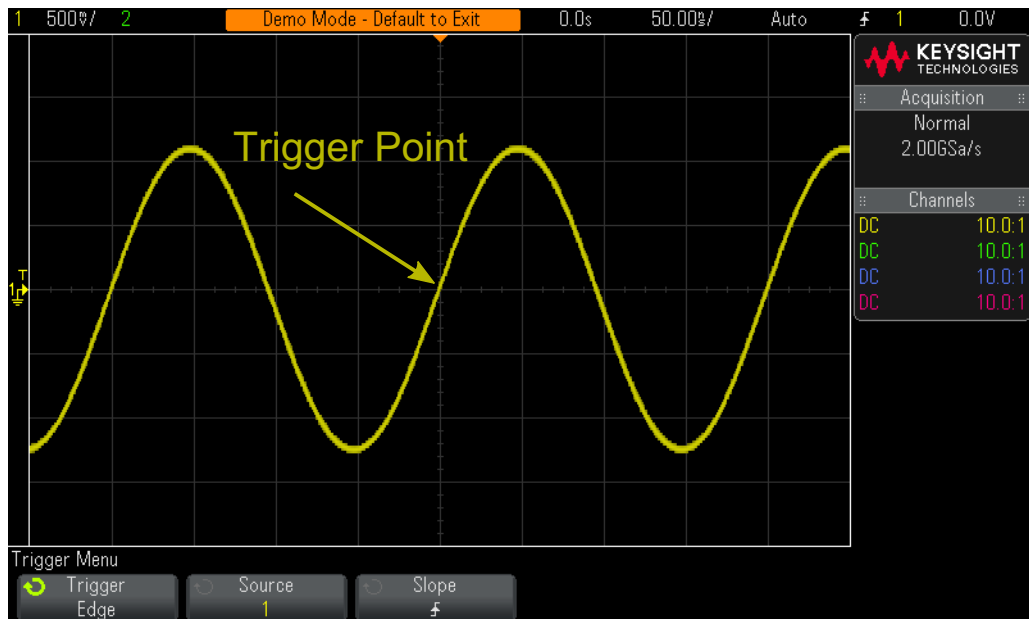 1 500mV/ 2 Demo Mode - Default to Exit 0.0s 50.00us/ Auto 1 0.0V
KEYSIGHT
TECHNOLOGIES
Acquisition
Normal
2.00GSa/s
Channels
DC 10.0:1
DC 10.0:1
DC 10.0:1
DC 10.0:1
Trigger Point
T
1
Trigger Menu
Trigger Source Slope
Edge 1